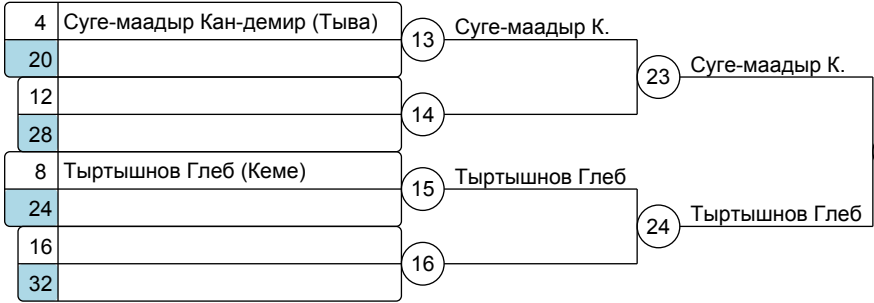 4 Суге-маадыр Кан-демир (Тыва)
13 Суге-маадыр К.
20
23 Суге-маадыр К.
12
14
28
8 Тыртышнов Глеб (Кеме)
15 Тыртышнов Глеб
24
24 Тыртышнов Глеб
16
16
32